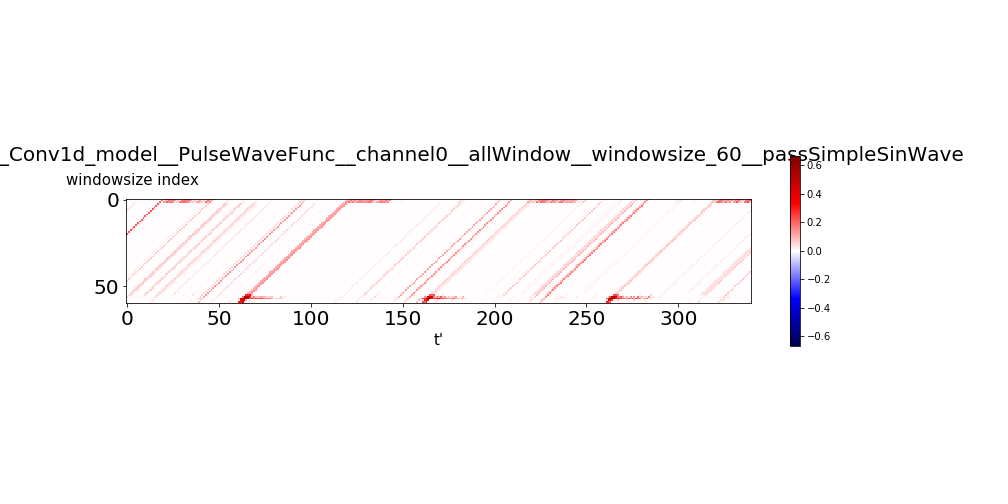 _Conv1d_model__PulseWaveFunc__channel0__allWindow__windowsize_60__passSimpleSinWave
windowsize index
0
50
0 50 100 150 200 250 300
t'
0.6
0.4
0.2
0.0
−0.2
−0.4
−0.6